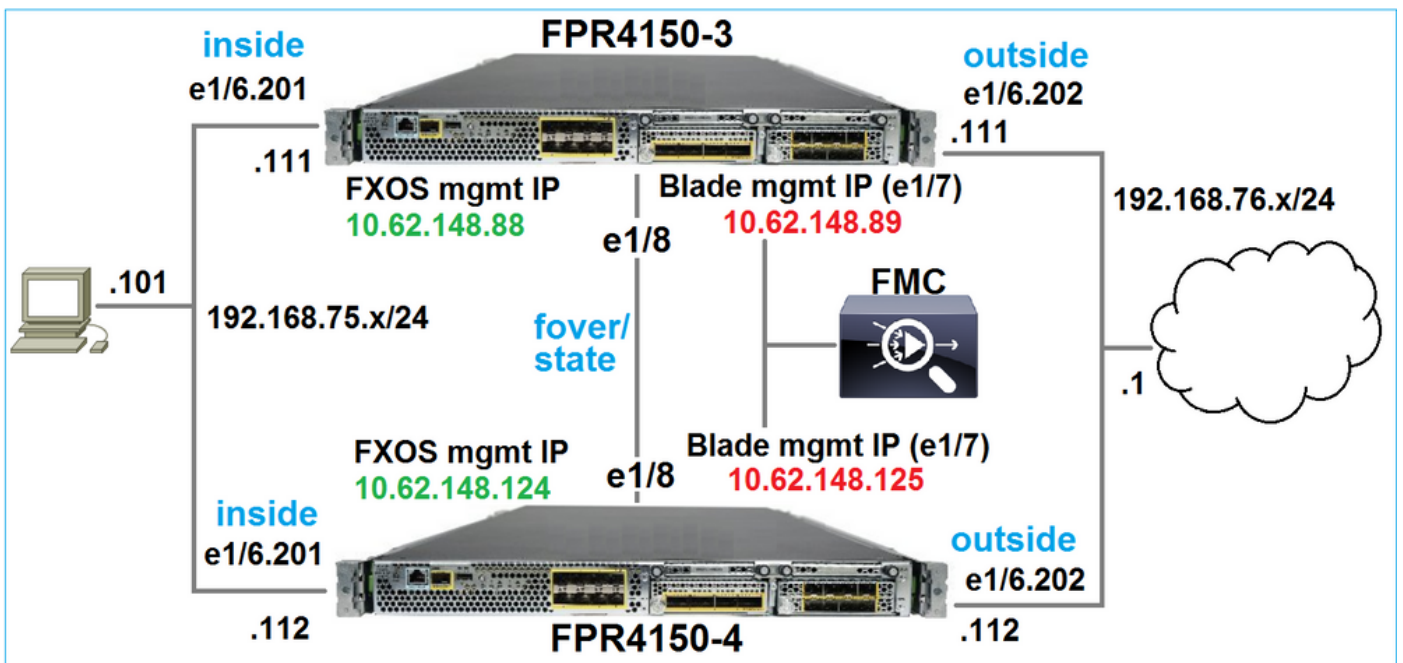 FPR4150-3
inside
e1/6.201
.111
outside
e1/6.202
.111
FXOS mgmt IP
10.62.148.88
Blade mgmt IP (e1/7)
10.62.148.89
e1/8
192.168.76.x/24
.101
192.168.75.x/24
fover/
state
FMC
.1
FXOS mgmt IP
10.62.148.124
e1/8
Blade mgmt IP (e1/7)
10.62.148.125
inside
e1/6.201
.112
outside
e1/6.202
.112
FPR4150-4